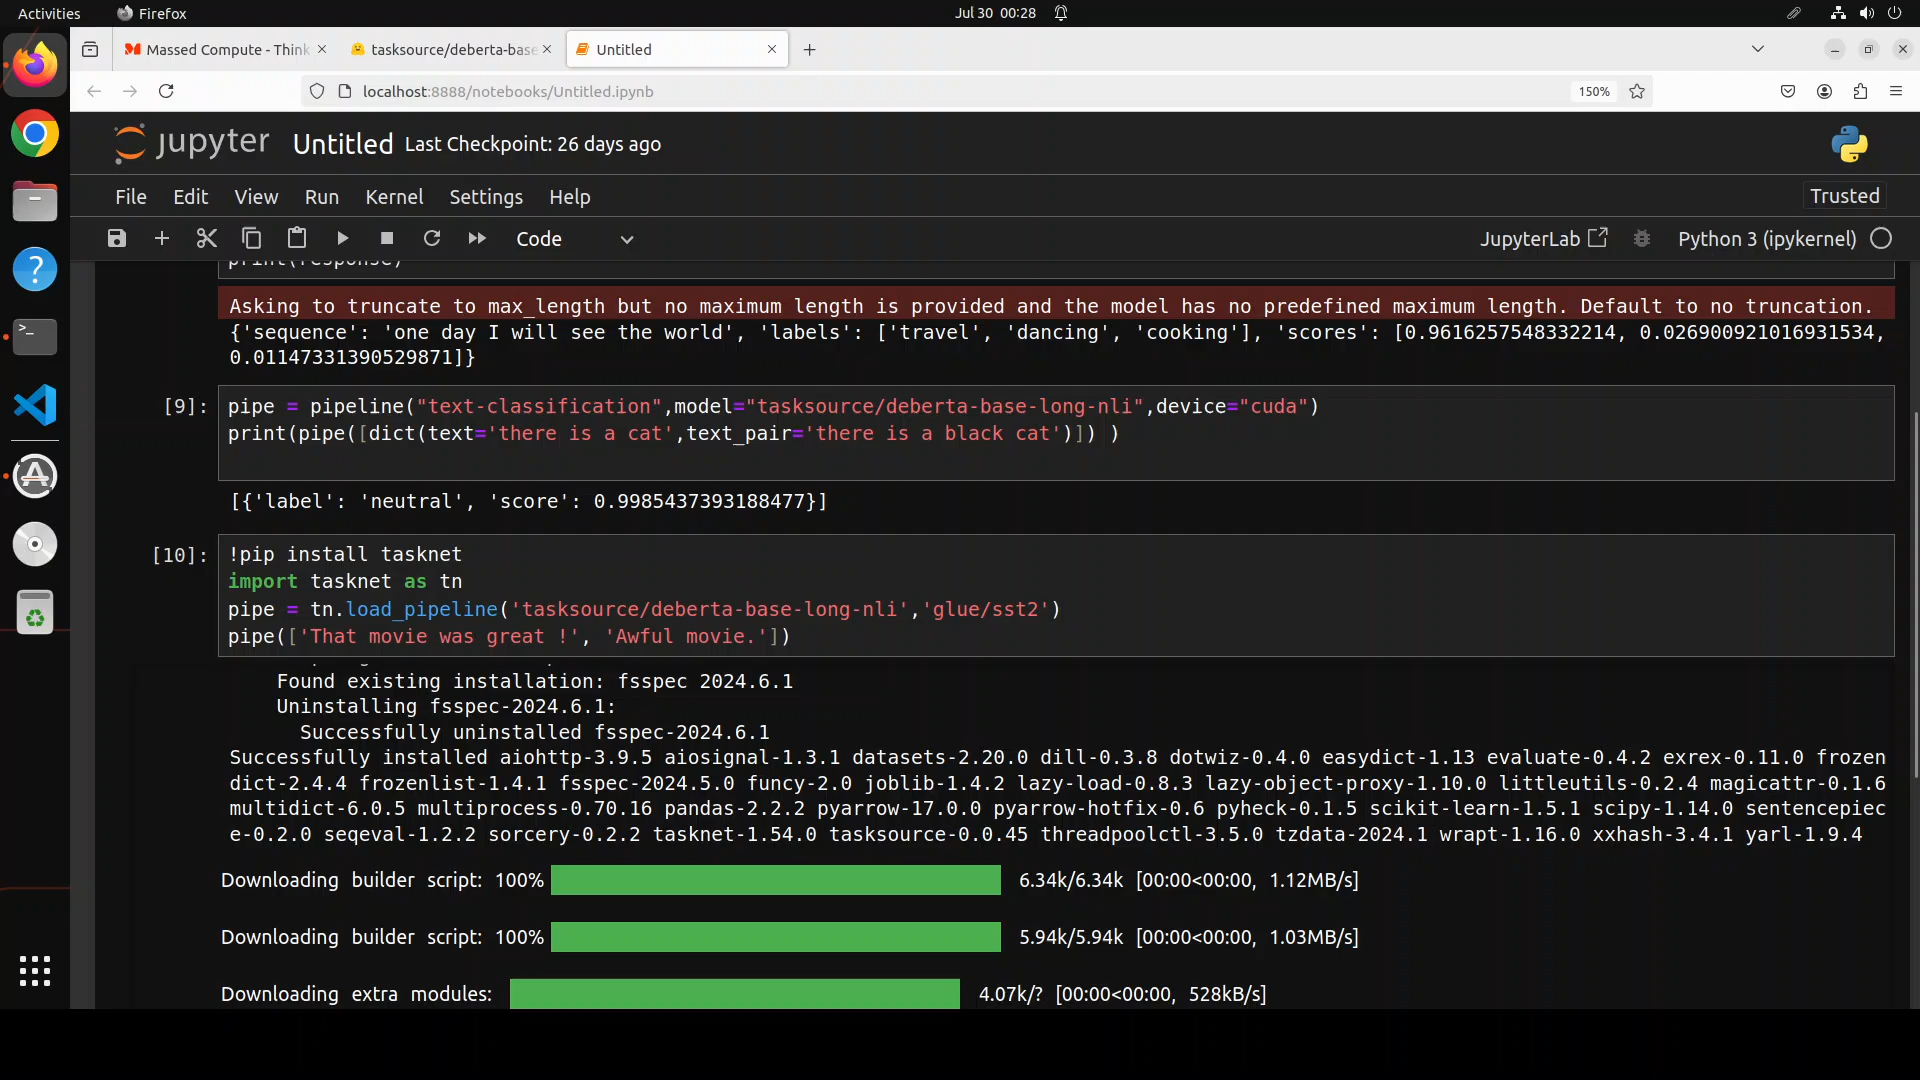 Activities
Firefox
Jul 30 00:28
Massed Compute - Think
tasksource/deberta-base
Untitled
localhost:8888/notebooks/Untitled.ipynb
150%
jupyter
Untitled
Last Checkpoint: 26 days ago
File Edit View Run Kernel Settings Help
Trusted
Code
JupyterLab
Python 3 (ipykernel)
print(response)
Asking to truncate to max_length but no maximum length is provided and the model has no predefined maximum length. Default to no truncation.
{'sequence': 'one day I will see the world', 'labels': ['travel', 'dancing', 'cooking'], 'scores': [0.9616257548332214, 0.026900921016931534,
0.01147331390529871]}
[9]:
pipe = pipeline("text-classification",model="tasksource/deberta-base-long-nli",device="cuda")
print(pipe([dict(text='there is a cat',text_pair='there is a black cat')]) )
[{'label': 'neutral', 'score': 0.9985437393188477}]
[10]:
!pip install tasknet
import tasknet as tn
pipe = tn.load_pipeline('tasksource/deberta-base-long-nli','glue/sst2')
pipe(['That movie was great !', 'Awful movie.'])
Found existing installation: fsspec 2024.6.1
Uninstalling fsspec-2024.6.1:
Successfully uninstalled fsspec-2024.6.1
Successfully installed aiohttp-3.9.5 aiosignal-1.3.1 datasets-2.20.0 dill-0.3.8 dotwiz-0.4.0 easydict-1.13 evaluate-0.4.2 exrex-0.11.0 frozen
dict-2.4.4 frozenlist-1.4.1 fsspec-2024.5.0 funcy-2.0 joblib-1.4.2 lazy-load-0.8.3 lazy-object-proxy-1.10.0 littleutils-0.2.4 magicattr-0.1.6
multidict-6.0.5 multiprocess-0.70.16 pandas-2.2.2 pyarrow-17.0.0 pyarrow-hotfix-0.6 pyheck-0.1.5 scikit-learn-1.5.1 scipy-1.14.0 sentencepiec
e-0.2.0 seqeval-1.2.2 sorcery-0.2.2 tasknet-1.54.0 tasksource-0.0.45 threadpoolctl-3.5.0 tzdata-2024.1 wrapt-1.16.0 xxhash-3.4.1 yarl-1.9.4
Downloading builder script: 100% 6.34k/6.34k [00:00<00:00, 1.12MB/s]
Downloading builder script: 100% 5.94k/5.94k [00:00<00:00, 1.03MB/s]
Downloading extra modules: 4.07k/? [00:00<00:00, 528kB/s]